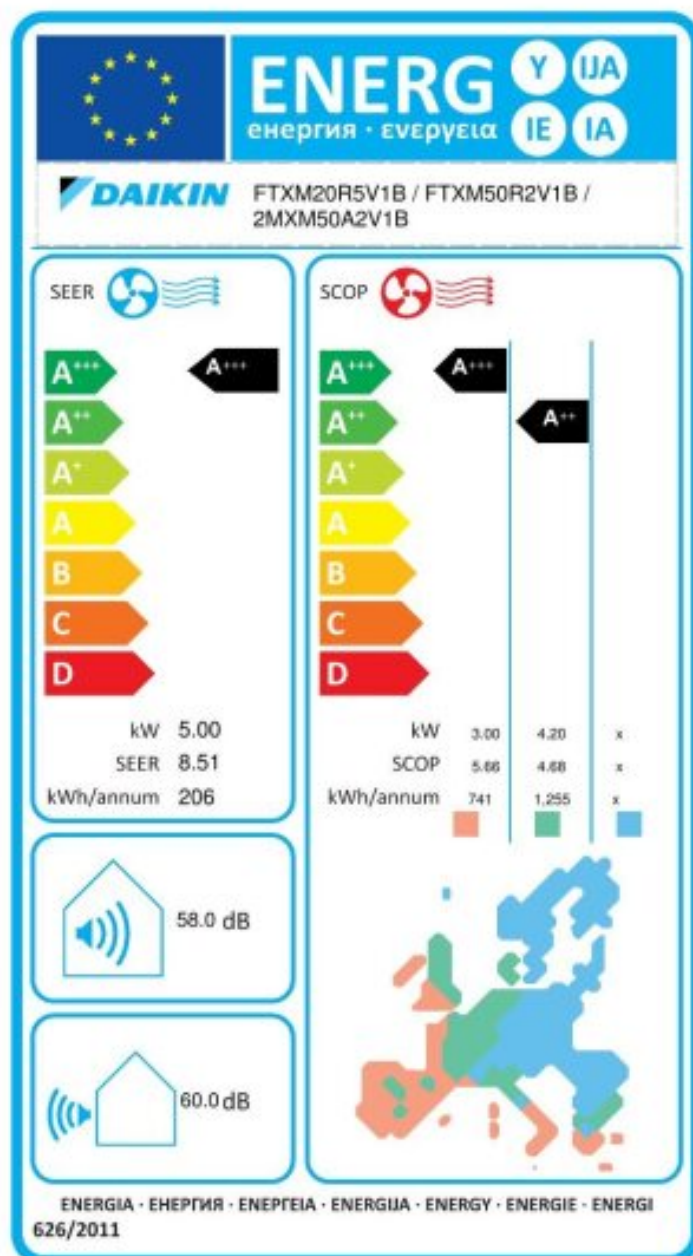 ENERG
енергия · ενεργεια
Y
IJA
IE
IA
DAIKIN
FTXM20R5V1B / FTXM50R2V1B /
2MXM50A2V1B
SEER
A+++
A+++
A++
A+
A
B
C
D
kW 5.00
SEER 8.51
kWh/annum 206
SCOP
A+++
A+++
A++
A++
A+
A
B
C
D
kW 3.00 4.20 x
SCOP 5.66 4.68 x
kWh/annum 741 1,255 x
58.0 dB
60.0 dB
ENERGIA · ЕНЕРГИЯ · ΕΝΕΡΓΕΙΑ · ENERGIJA · ENERGY · ENERGIE · ENERGI
626/2011